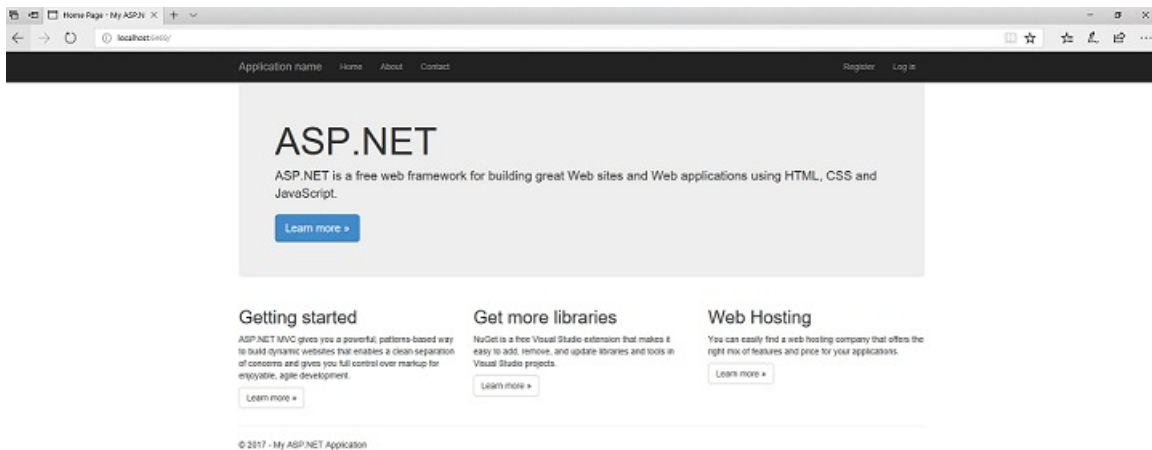 Home Page - My ASP.N
localhost
Application name Home About Contact Register Log in
ASP.NET
ASP.NET is a free web framework for building great Web sites and Web applications using HTML, CSS and
JavaScript.
Learn more »
Getting started
ASP.NET MVC gives you a powerful, patterns-based way
to build dynamic websites that enables a clean separation
of concerns and gives you full control over markup for
enjoyable, agile development.
Learn more »
Get more libraries
NuGet is a free Visual Studio extension that makes it
easy to add, remove, and update libraries and tools in
Visual Studio projects.
Learn more »
Web Hosting
You can easily find a web hosting company that offers the
right mix of features and price for your applications.
Learn more »
© 2017 - My ASP.NET Application